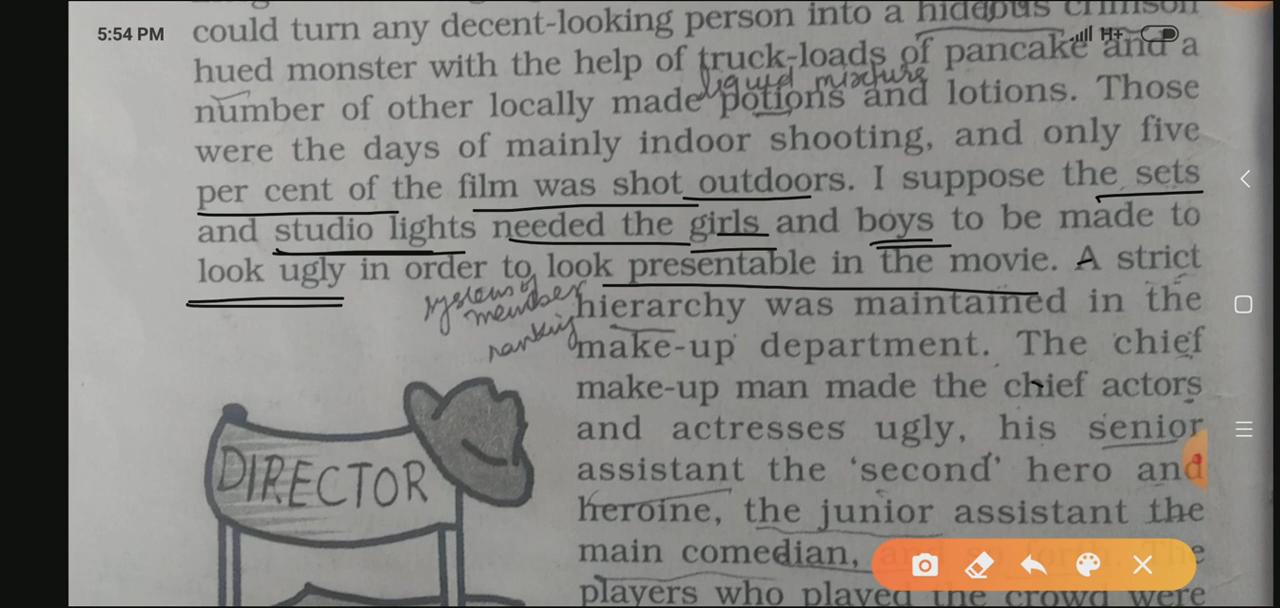 5:54 PM
H+
could turn any decent-looking person into a hideous crimson
hued monster with the help of truck-loads of pancake and a
liquid mixture
number of other locally made potions and lotions. Those
were the days of mainly indoor shooting, and only five
per cent of the film was shot outdoors. I suppose the sets
and studio lights needed the girls and boys to be made to
look ugly in order to look presentable in the movie. A strict
hierarchy was maintained in the
make-up department. The chief
make-up man made the chief actors
and actresses ugly, his senior
assistant the ‘second’ hero and
heroine, the junior assistant the
main comedian, and so forth. The
players who played the crowd were
member
ranking
DIRECTOR